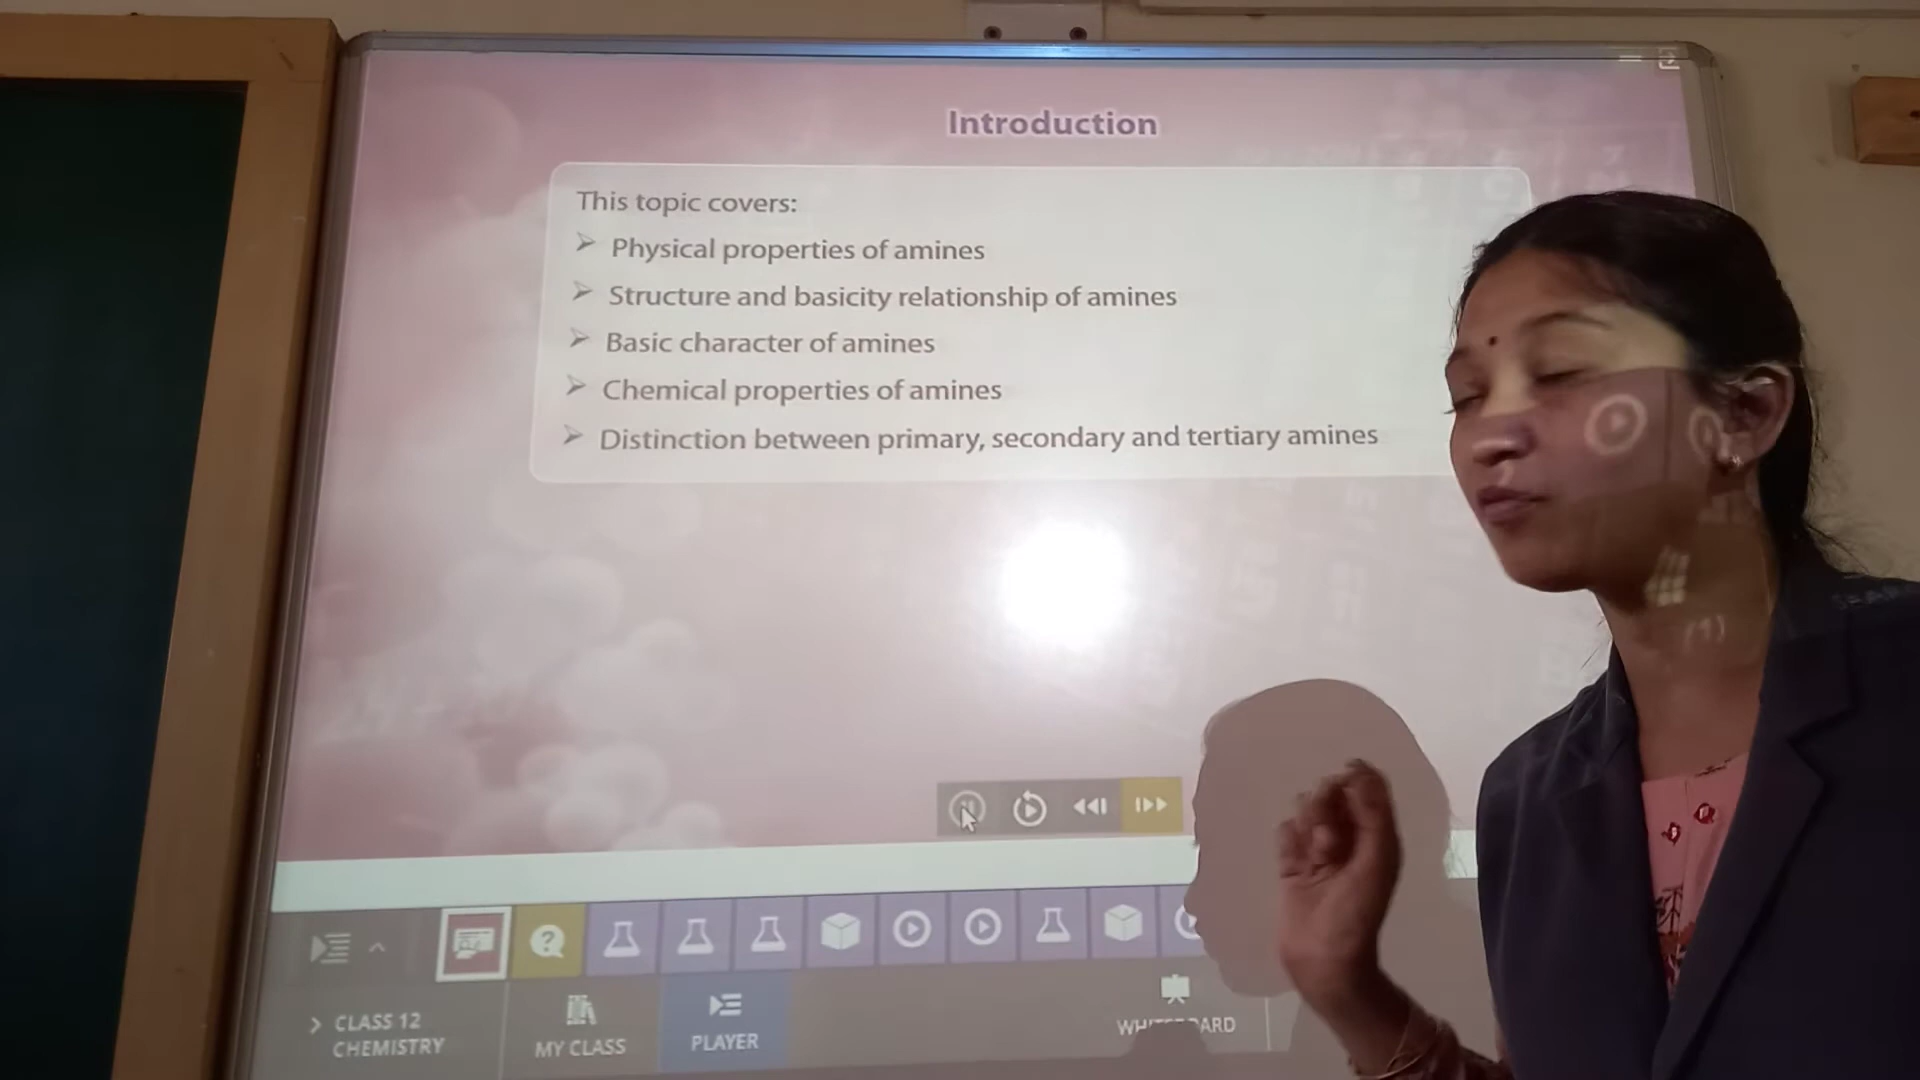 Introduction
This topic covers:
➢ Physical properties of amines
➢ Structure and basicity relationship of amines
➢ Basic character of amines
➢ Chemical properties of amines
➢ Distinction between primary, secondary and tertiary amines
CLASS 12
CHEMISTRY
MY CLASS
PLAYER